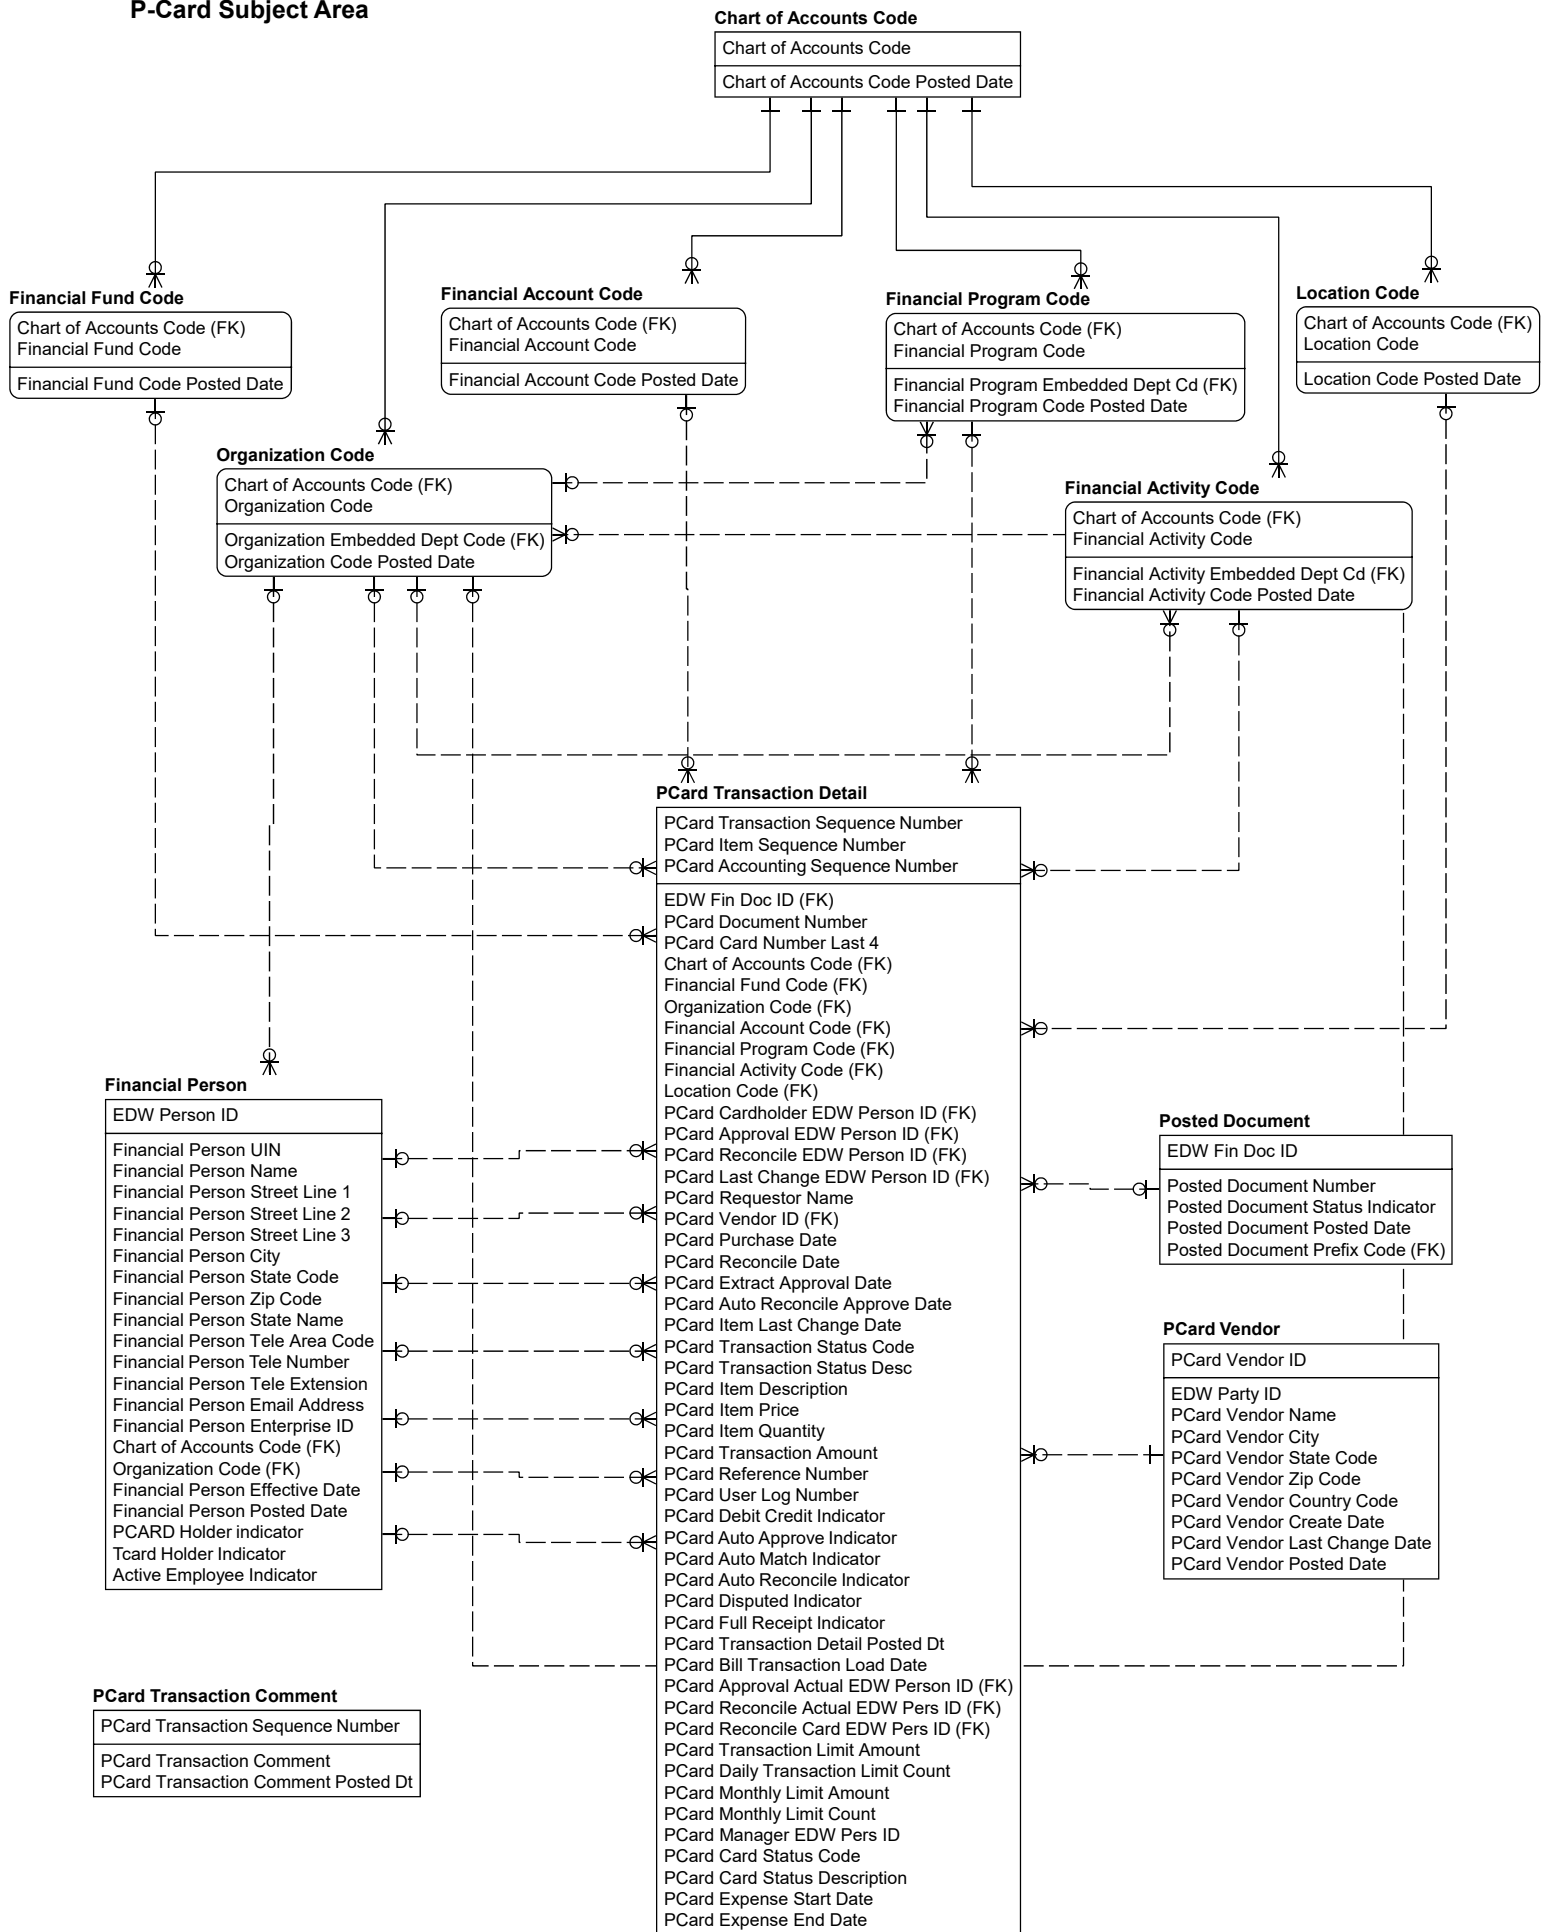 P-Card Subject Area
Chart of Accounts Code
Chart of Accounts Code
Chart of Accounts Code Posted Date
Financial Fund Code
Chart of Accounts Code (FK)
Financial Fund Code
Financial Fund Code Posted Date
Financial Account Code
Chart of Accounts Code (FK)
Financial Account Code
Financial Account Code Posted Date
Financial Program Code
Chart of Accounts Code (FK)
Financial Program Code
Financial Program Embedded Dept Cd (FK)
Financial Program Code Posted Date
Location Code
Chart of Accounts Code (FK)
Location Code
Location Code Posted Date
Organization Code
Chart of Accounts Code (FK)
Organization Code
Organization Embedded Dept Code (FK)
Organization Code Posted Date
Financial Activity Code
Chart of Accounts Code (FK)
Financial Activity Code
Financial Activity Embedded Dept Cd (FK)
Financial Activity Code Posted Date
PCard Transaction Detail
PCard Transaction Sequence Number
PCard Item Sequence Number
PCard Accounting Sequence Number
EDW Fin Doc ID (FK)
PCard Document Number
PCard Card Number Last 4
Chart of Accounts Code (FK)
Financial Fund Code (FK)
Organization Code (FK)
Financial Account Code (FK)
Financial Program Code (FK)
Financial Activity Code (FK)
Location Code (FK)
PCard Cardholder EDW Person ID (FK)
PCard Approval EDW Person ID (FK)
PCard Reconcile EDW Person ID (FK)
PCard Last Change EDW Person ID (FK)
PCard Requestor Name
PCard Vendor ID (FK)
PCard Purchase Date
PCard Reconcile Date
PCard Extract Approval Date
PCard Auto Reconcile Approve Date
PCard Item Last Change Date
PCard Transaction Status Code
PCard Transaction Status Desc
PCard Item Description
PCard Item Price
PCard Item Quantity
PCard Transaction Amount
PCard Reference Number
PCard User Log Number
PCard Debit Credit Indicator
PCard Auto Approve Indicator
PCard Auto Match Indicator
PCard Auto Reconcile Indicator
PCard Disputed Indicator
PCard Full Receipt Indicator
PCard Transaction Detail Posted Dt
PCard Bill Transaction Load Date
PCard Approval Actual EDW Person ID (FK)
PCard Reconcile Actual EDW Pers ID (FK)
PCard Reconcile Card EDW Pers ID (FK)
PCard Transaction Limit Amount
PCard Daily Transaction Limit Count
PCard Monthly Limit Amount
PCard Monthly Limit Count
PCard Manager EDW Pers ID
PCard Card Status Code
PCard Card Status Description
PCard Expense Start Date
PCard Expense End Date
Financial Person
EDW Person ID
Financial Person UIN
Financial Person Name
Financial Person Street Line 1
Financial Person Street Line 2
Financial Person Street Line 3
Financial Person City
Financial Person State Code
Financial Person Zip Code
Financial Person State Name
Financial Person Tele Area Code
Financial Person Tele Number
Financial Person Tele Extension
Financial Person Email Address
Financial Person Enterprise ID
Chart of Accounts Code (FK)
Organization Code (FK)
Financial Person Effective Date
Financial Person Posted Date
PCARD Holder indicator
Tcard Holder Indicator
Active Employee Indicator
Posted Document
EDW Fin Doc ID
Posted Document Number
Posted Document Status Indicator
Posted Document Posted Date
Posted Document Prefix Code (FK)
PCard Vendor
PCard Vendor ID
EDW Party ID
PCard Vendor Name
PCard Vendor City
PCard Vendor State Code
PCard Vendor Zip Code
PCard Vendor Country Code
PCard Vendor Create Date
PCard Vendor Last Change Date
PCard Vendor Posted Date
PCard Transaction Comment
PCard Transaction Sequence Number
PCard Transaction Comment
PCard Transaction Comment Posted Dt